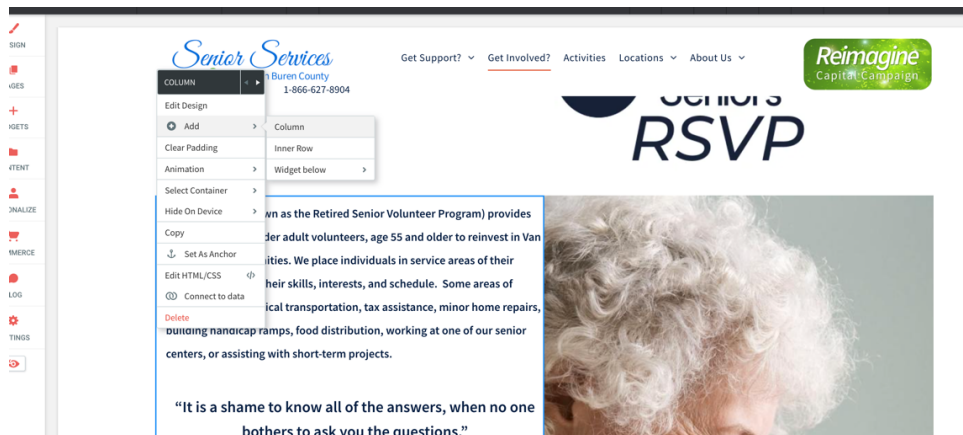 SIGN
AGES
DGETS
NTENT
ONALIZE
MMERCE
LOG
TTINGS
Senior Services
n Buren County
1-866-627-8904
Get Support? Get Involved? Activities Locations About Us
Reimagine
Capital Campaign
Seniors
RSVP
COLUMN
Edit Design
Add
Clear Padding
Animation
Select Container
Hide On Device
Copy
Set As Anchor
Edit HTML/CSS </>
Connect to data
Delete
Column
Inner Row
Widget below
wn as the Retired Senior Volunteer Program) provides
der adult volunteers, age 55 and older to reinvest in Van
ities. We place individuals in service areas of their
heir skills, interests, and schedule. Some areas of
ical transportation, tax assistance, minor home repairs,
building handicap ramps, food distribution, working at one of our senior
centers, or assisting with short-term projects.
“It is a shame to know all of the answers, when no one
bothers to ask you the questions.”